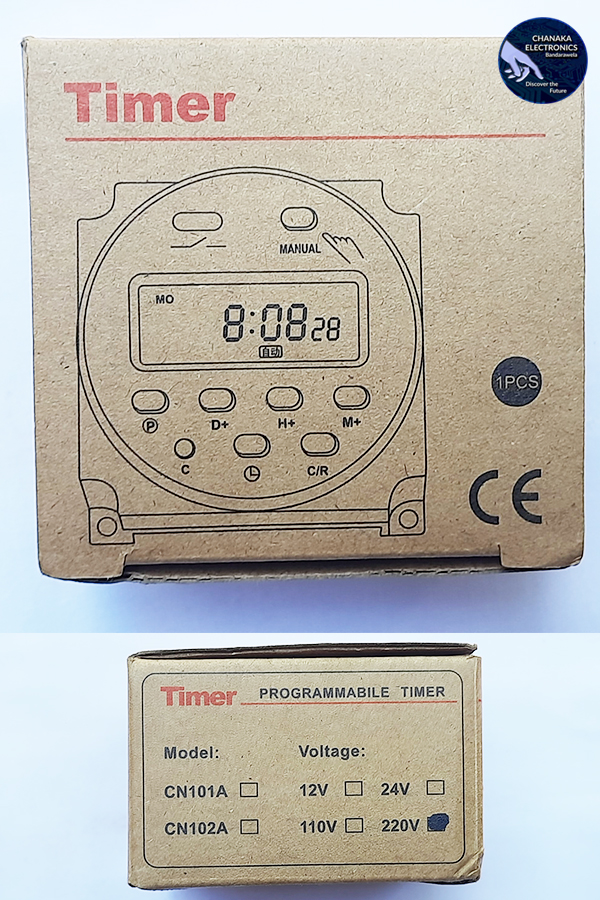 CHANAKA
ELECTRONICS
Bandarawela
Discover the
Future
Timer
MANUAL
MO
8:08 28
自动
P D+ H+ M+
C C/R
1PCS
CE
Timer PROGRAMMABILE TIMER
Model: Voltage:
CN101A 12V 24V
CN102A 110V 220V